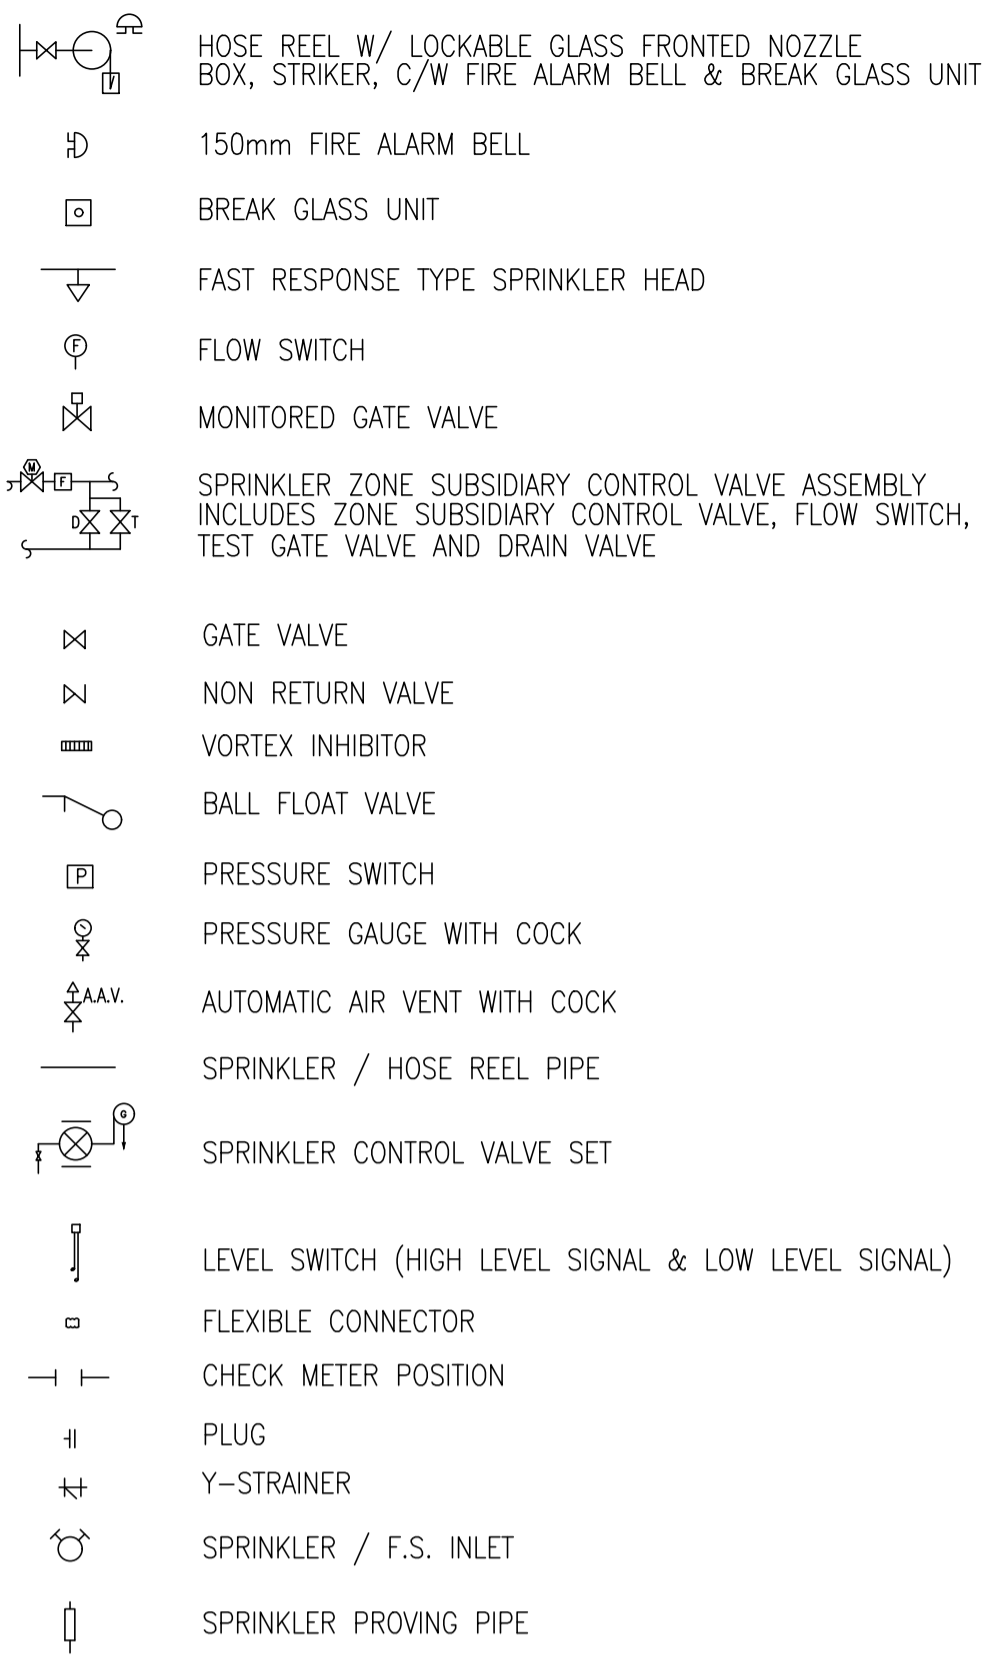 HOSE REEL W/ LOCKABLE GLASS FRONTED NOZZLE
BOX, STRIKER, C/W FIRE ALARM BELL & BREAK GLASS UNIT
150mm FIRE ALARM BELL
BREAK GLASS UNIT
FAST RESPONSE TYPE SPRINKLER HEAD
F
FLOW SWITCH
MONITORED GATE VALVE
M
F
D
T
SPRINKLER ZONE SUBSIDIARY CONTROL VALVE ASSEMBLY
INCLUDES ZONE SUBSIDIARY CONTROL VALVE, FLOW SWITCH,
TEST GATE VALVE AND DRAIN VALVE
GATE VALVE
NON RETURN VALVE
VORTEX INHIBITOR
BALL FLOAT VALVE
P
PRESSURE SWITCH
PRESSURE GAUGE WITH COCK
A.A.V.
AUTOMATIC AIR VENT WITH COCK
SPRINKLER / HOSE REEL PIPE
G
SPRINKLER CONTROL VALVE SET
LEVEL SWITCH (HIGH LEVEL SIGNAL & LOW LEVEL SIGNAL)
FLEXIBLE CONNECTOR
CHECK METER POSITION
PLUG
Y-STRAINER
SPRINKLER / F.S. INLET
SPRINKLER PROVING PIPE